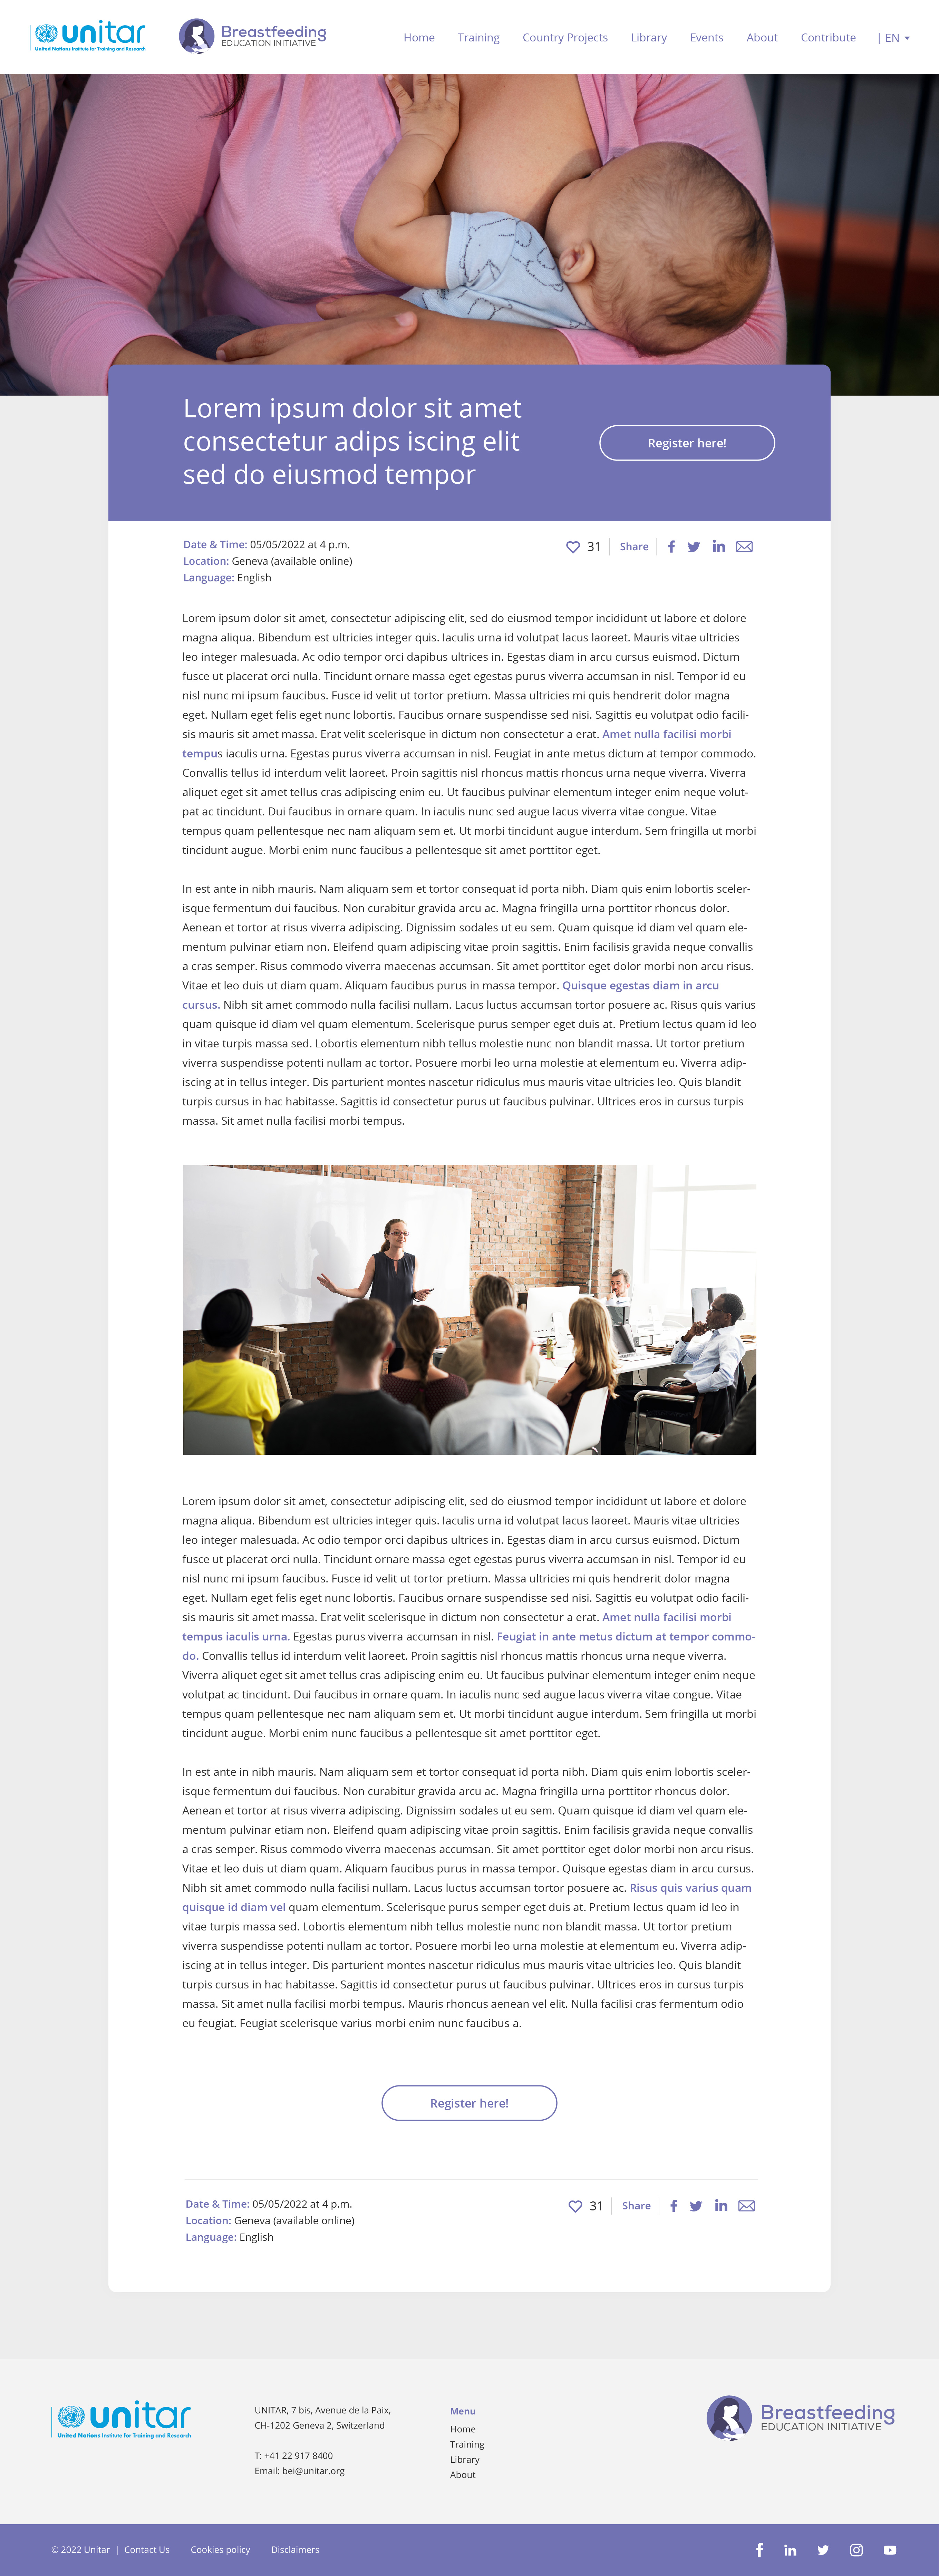 unitar
United Nations Institute for Training and Research
Breastfeeding
EDUCATION INITIATIVE
Home Training Country Projects Library Events About Contribute | EN
Lorem ipsum dolor sit amet
consectetur adips iscing elit
sed do eiusmod tempor
Register here!
Date & Time: 05/05/2022 at 4 p.m.
Location: Geneva (available online)
Language: English
31 Share
Lorem ipsum dolor sit amet, consectetur adipiscing elit, sed do eiusmod tempor incididunt ut labore et dolore
magna aliqua. Bibendum est ultricies integer quis. Iaculis urna id volutpat lacus laoreet. Mauris vitae ultricies
leo integer malesuada. Ac odio tempor orci dapibus ultrices in. Egestas diam in arcu cursus euismod. Dictum
fusce ut placerat orci nulla. Tincidunt ornare massa eget egestas purus viverra accumsan in nisl. Tempor id eu
nisl nunc mi ipsum faucibus. Fusce id velit ut tortor pretium. Massa ultricies mi quis hendrerit dolor magna
eget. Nullam eget felis eget nunc lobortis. Faucibus ornare suspendisse sed nisi. Sagittis eu volutpat odio facili-
sis mauris sit amet massa. Erat velit scelerisque in dictum non consectetur a erat. Amet nulla facilisi morbi
tempus iaculis urna. Egestas purus viverra accumsan in nisl. Feugiat in ante metus dictum at tempor commodo.
Convallis tellus id interdum velit laoreet. Proin sagittis nisl rhoncus mattis rhoncus urna neque viverra. Viverra
aliquet eget sit amet tellus cras adipiscing enim eu. Ut faucibus pulvinar elementum integer enim neque volut-
pat ac tincidunt. Dui faucibus in ornare quam. In iaculis nunc sed augue lacus viverra vitae congue. Vitae
tempus quam pellentesque nec nam aliquam sem et. Ut morbi tincidunt augue interdum. Sem fringilla ut morbi
tincidunt augue. Morbi enim nunc faucibus a pellentesque sit amet porttitor eget.
In est ante in nibh mauris. Nam aliquam sem et tortor consequat id porta nibh. Diam quis enim lobortis sceler-
isque fermentum dui faucibus. Non curabitur gravida arcu ac. Magna fringilla urna porttitor rhoncus dolor.
Aenean et tortor at risus viverra adipiscing. Dignissim sodales ut eu sem. Quam quisque id diam vel quam ele-
mentum pulvinar etiam non. Eleifend quam adipiscing vitae proin sagittis. Enim facilisis gravida neque convallis
a cras semper. Risus commodo viverra maecenas accumsan. Sit amet porttitor eget dolor morbi non arcu risus.
Vitae et leo duis ut diam quam. Aliquam faucibus purus in massa tempor. Quisque egestas diam in arcu
cursus. Nibh sit amet commodo nulla facilisi nullam. Lacus luctus accumsan tortor posuere ac. Risus quis varius
quam quisque id diam vel quam elementum. Scelerisque purus semper eget duis at. Pretium lectus quam id leo
in vitae turpis massa sed. Lobortis elementum nibh tellus molestie nunc non blandit massa. Ut tortor pretium
viverra suspendisse potenti nullam ac tortor. Posuere morbi leo urna molestie at elementum eu. Viverra adip-
iscing at in tellus integer. Dis parturient montes nascetur ridiculus mus mauris vitae ultricies leo. Quis blandit
turpis cursus in hac habitasse. Sagittis id consectetur purus ut faucibus pulvinar. Ultrices eros in cursus turpis
massa. Sit amet nulla facilisi morbi tempus.
Lorem ipsum dolor sit amet, consectetur adipiscing elit, sed do eiusmod tempor incididunt ut labore et dolore
magna aliqua. Bibendum est ultricies integer quis. Iaculis urna id volutpat lacus laoreet. Mauris vitae ultricies
leo integer malesuada. Ac odio tempor orci dapibus ultrices in. Egestas diam in arcu cursus euismod. Dictum
fusce ut placerat orci nulla. Tincidunt ornare massa eget egestas purus viverra accumsan in nisl. Tempor id eu
nisl nunc mi ipsum faucibus. Fusce id velit ut tortor pretium. Massa ultricies mi quis hendrerit dolor magna
eget. Nullam eget felis eget nunc lobortis. Faucibus ornare suspendisse sed nisi. Sagittis eu volutpat odio facili-
sis mauris sit amet massa. Erat velit scelerisque in dictum non consectetur a erat. Amet nulla facilisi morbi
tempus iaculis urna. Egestas purus viverra accumsan in nisl. Feugiat in ante metus dictum at tempor commo-
do. Convallis tellus id interdum velit laoreet. Proin sagittis nisl rhoncus mattis rhoncus urna neque viverra.
Viverra aliquet eget sit amet tellus cras adipiscing enim eu. Ut faucibus pulvinar elementum integer enim neque
volutpat ac tincidunt. Dui faucibus in ornare quam. In iaculis nunc sed augue lacus viverra vitae congue. Vitae
tempus quam pellentesque nec nam aliquam sem et. Ut morbi tincidunt augue interdum. Sem fringilla ut morbi
tincidunt augue. Morbi enim nunc faucibus a pellentesque sit amet porttitor eget.
In est ante in nibh mauris. Nam aliquam sem et tortor consequat id porta nibh. Diam quis enim lobortis sceler-
isque fermentum dui faucibus. Non curabitur gravida arcu ac. Magna fringilla urna porttitor rhoncus dolor.
Aenean et tortor at risus viverra adipiscing. Dignissim sodales ut eu sem. Quam quisque id diam vel quam ele-
mentum pulvinar etiam non. Eleifend quam adipiscing vitae proin sagittis. Enim facilisis gravida neque convallis
a cras semper. Risus commodo viverra maecenas accumsan. Sit amet porttitor eget dolor morbi non arcu risus.
Vitae et leo duis ut diam quam. Aliquam faucibus purus in massa tempor. Quisque egestas diam in arcu cursus.
Nibh sit amet commodo nulla facilisi nullam. Lacus luctus accumsan tortor posuere ac. Risus quis varius quam
quisque id diam vel quam elementum. Scelerisque purus semper eget duis at. Pretium lectus quam id leo in
vitae turpis massa sed. Lobortis elementum nibh tellus molestie nunc non blandit massa. Ut tortor pretium
viverra suspendisse potenti nullam ac tortor. Posuere morbi leo urna molestie at elementum eu. Viverra adip-
iscing at in tellus integer. Dis parturient montes nascetur ridiculus mus mauris vitae ultricies leo. Quis blandit
turpis cursus in hac habitasse. Sagittis id consectetur purus ut faucibus pulvinar. Ultrices eros in cursus turpis
massa. Sit amet nulla facilisi morbi tempus. Mauris rhoncus aenean vel elit. Nulla facilisi cras fermentum odio
eu feugiat. Feugiat scelerisque varius morbi enim nunc faucibus a.
Register here!
Date & Time: 05/05/2022 at 4 p.m.
Location: Geneva (available online)
Language: English
31 Share
unitar
United Nations Institute for Training and Research
UNITAR, 7 bis, Avenue de la Paix,
CH-1202 Geneva 2, Switzerland
T: +41 22 917 8400
Email: bei@unitar.org
Menu
Home
Training
Library
About
Breastfeeding
EDUCATION INITIATIVE
© 2022 Unitar | Contact Us Cookies policy Disclaimers